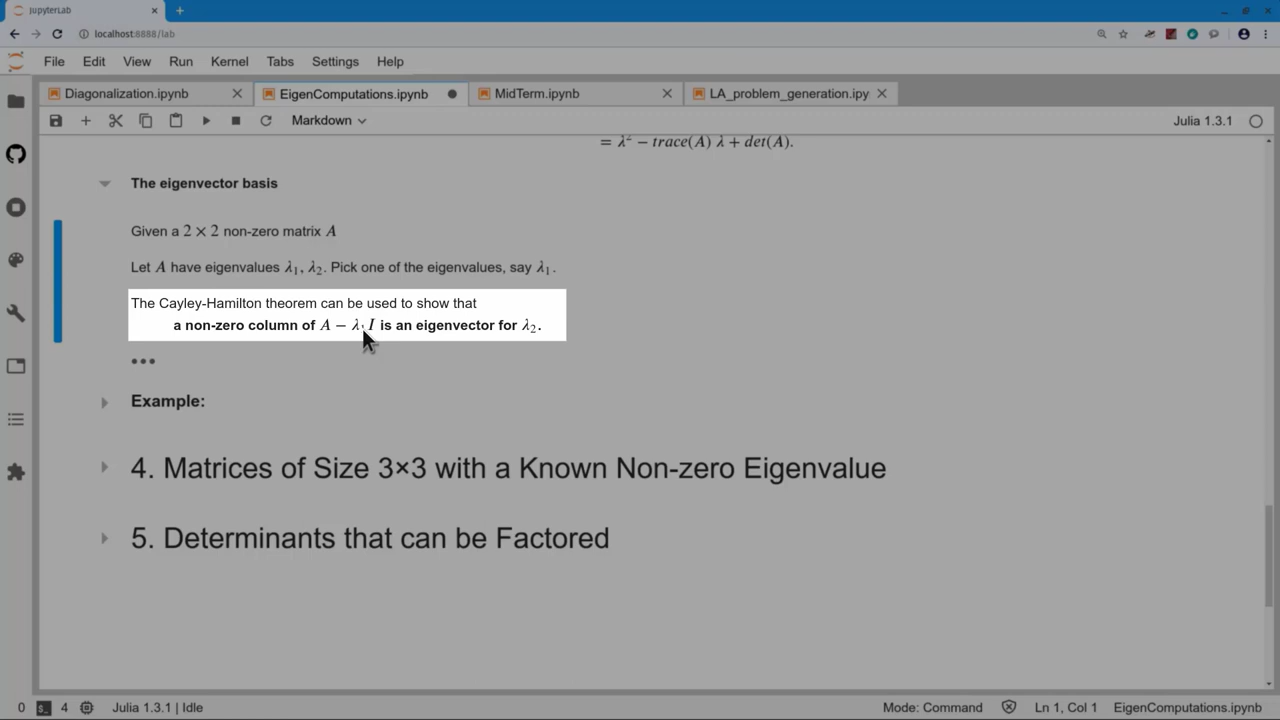 JupyterLab
localhost:8888/lab
File Edit View Run Kernel Tabs Settings Help
Diagonalization.ipynb EigenComputations.ipynb MidTerm.ipynb LA_problem_generation.ipy
Markdown Julia 1.3.1
= λ² − trace(A) λ + det(A).
The eigenvector basis
Given a 2 × 2 non-zero matrix A
Let A have eigenvalues λ₁, λ₂. Pick one of the eigenvalues, say λ₁.
The Cayley-Hamilton theorem can be used to show that
a non-zero column of A − λ₁I is an eigenvector for λ₂.
•••
Example:
4. Matrices of Size 3×3 with a Known Non-zero Eigenvalue
5. Determinants that can be Factored
0 4 Julia 1.3.1 | Idle Mode: Command Ln 1, Col 1 EigenComputations.ipynb